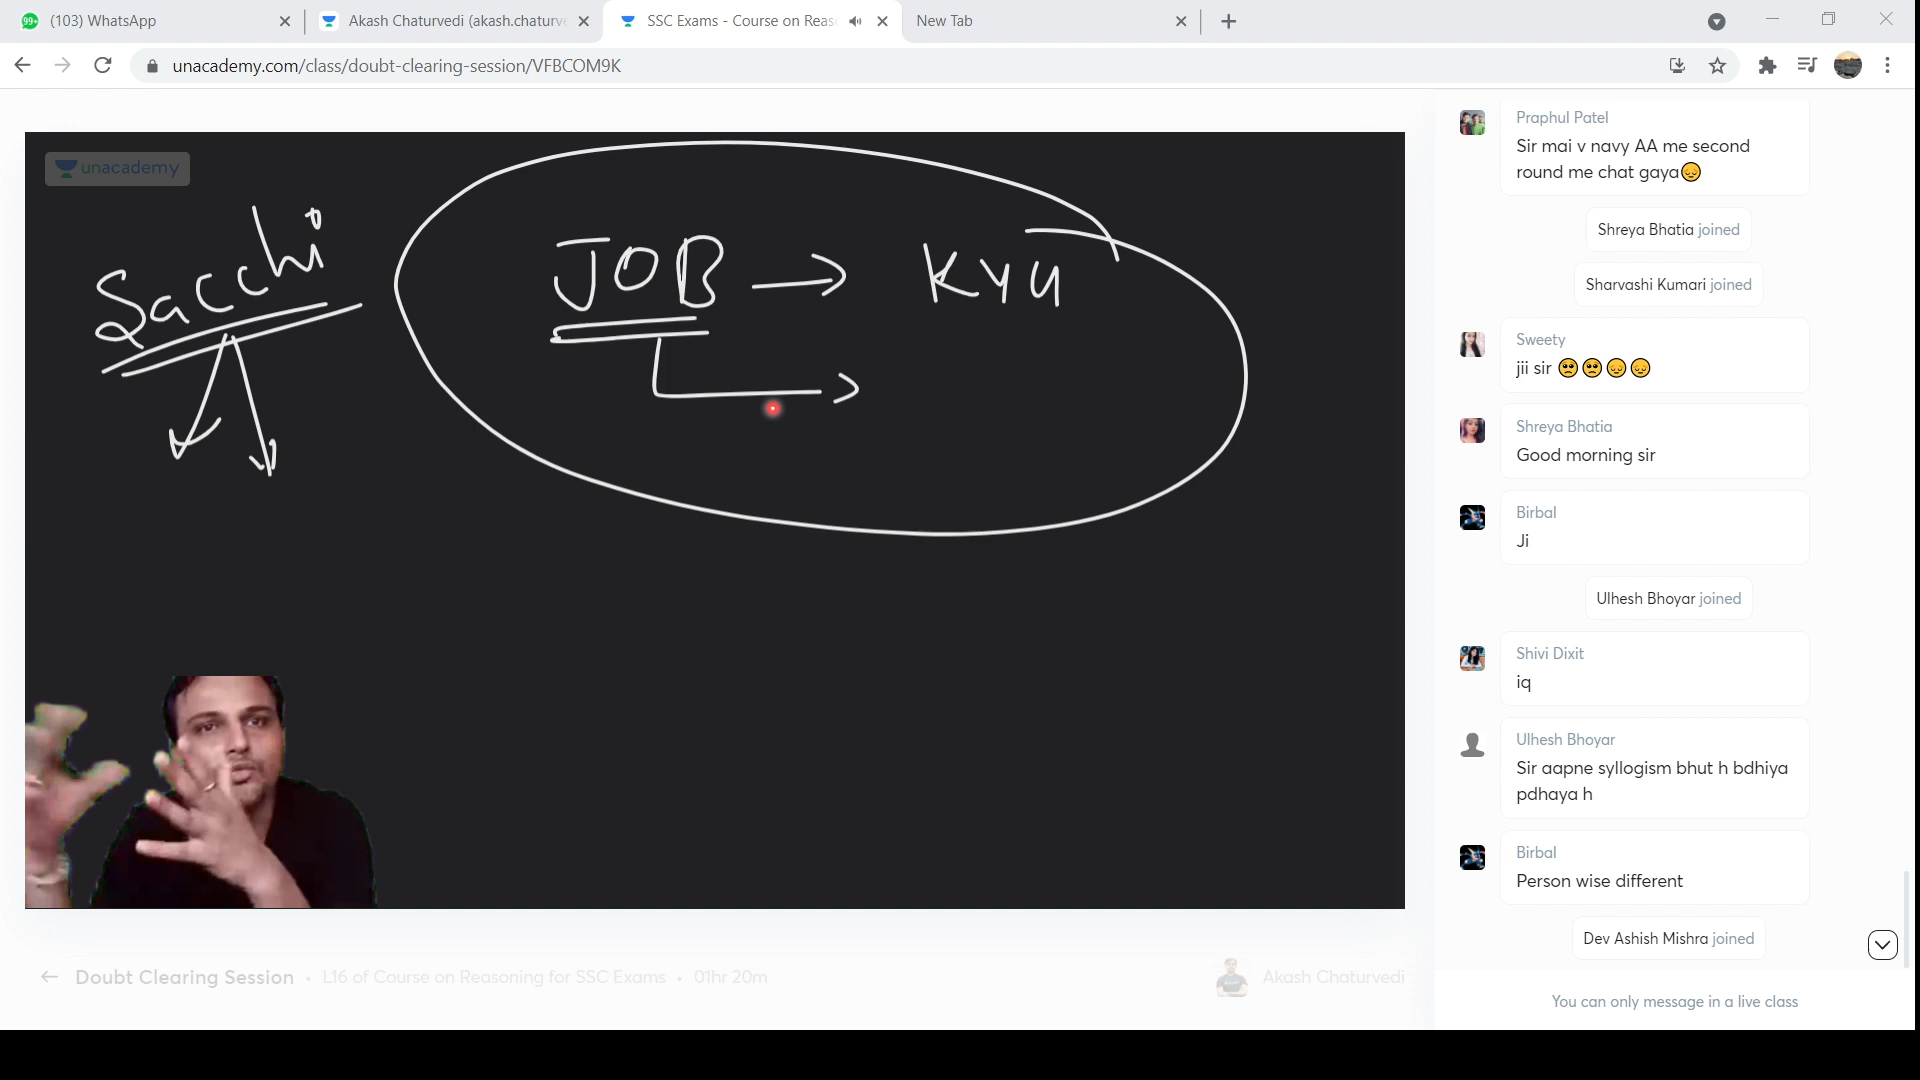 (103) WhatsApp
Akash Chaturvedi (akash.chaturve
SSC Exams - Course on Reaso
New Tab
unacademy.com/class/doubt-clearing-session/VFBCOM9K
unacademy
Sacchi
JOB → Kyu
Doubt Clearing Session • L16 of Course on Reasoning for SSC Exams • 01hr 20m
Akash Chaturvedi
Praphul Patel
Sir mai v navy AA me second
round me chat gaya😔
Shreya Bhatia joined
Sharvashi Kumari joined
Sweety
jii sir 🥺🥺😔😔
Shreya Bhatia
Good morning sir
Birbal
Ji
Ulhesh Bhoyar joined
Shivi Dixit
iq
Ulhesh Bhoyar
Sir aapne syllogism bhut h bdhiya
pdhaya h
Birbal
Person wise different
Dev Ashish Mishra joined
You can only message in a live class